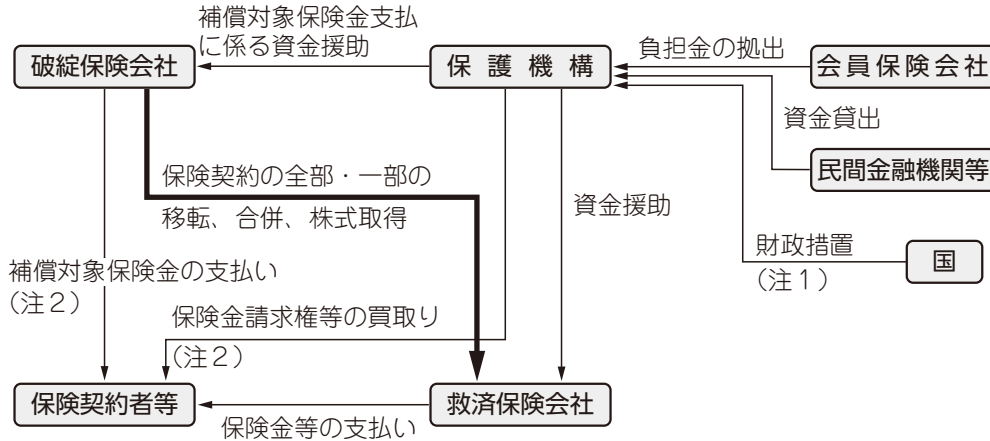 補償対象保険金支払
に係る資金援助
破綻保険会社
保護機構
負担金の拠出
会員保険会社
資金貸出
民間金融機関等
保険契約の全部・一部の
移転、合併、株式取得
資金援助
財政措置
(注1)
国
補償対象保険金の支払い
(注2)
保険金請求権等の買取り
(注2)
保険契約者等
救済保険会社
保険金等の支払い